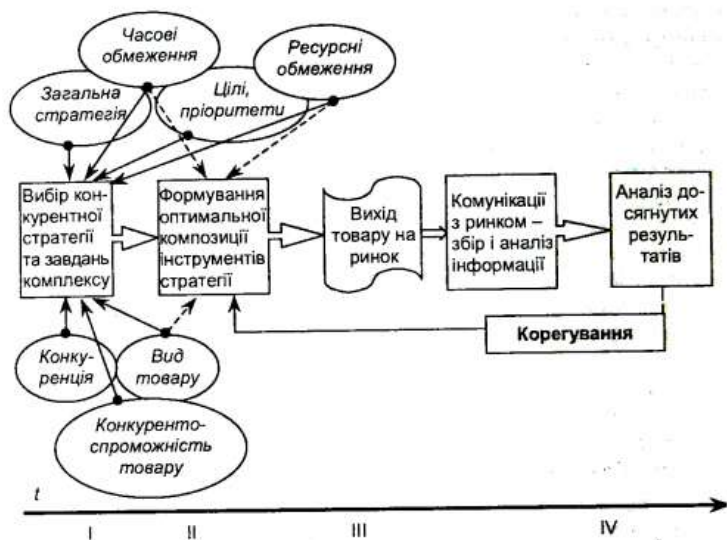 Часові
обмеження
Ресурсні
обмеження
Загальна
стратегія
Цілі,
пріоритети
Вибір кон-
курентної
стратегії
та завдань
комплексу
Формування
оптимальної
композиції
інструментів
стратегії
Вихід
товару на
ринок
Комунікації
з ринком –
збір і аналіз
інформації
Аналіз до-
сягнутих
резуль-
татів
Корегування
Конку-
ренція
Вид
товару
Конкуренто-
спроможність
товару
t
I
II
III
IV